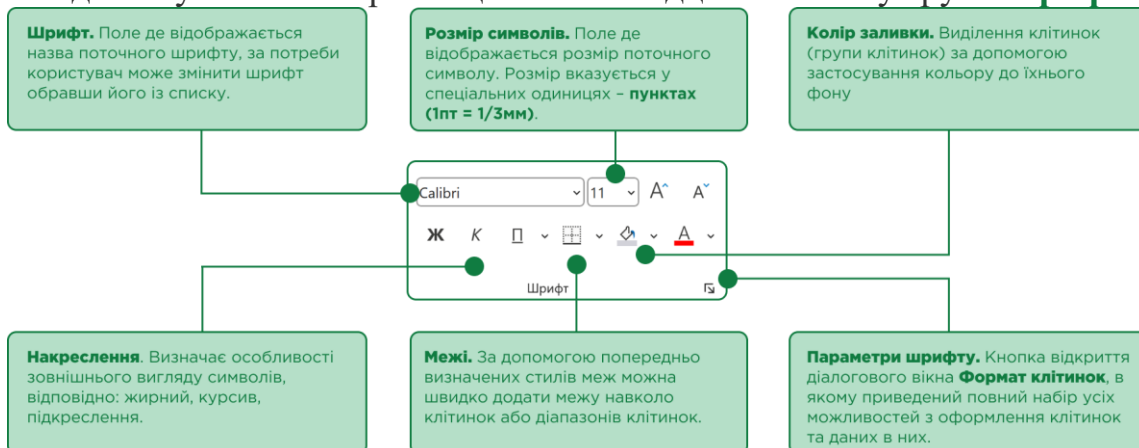 Шрифт. Поле де відображається
назва поточного шрифту, за потреби
користувач може змінити шрифт
обравши його із списку.
Розмір символів. Поле де
відображається розмір поточного
символу. Розмір вказується у
спеціальних одиницях – пунктах
(1пт = 1/3мм).
Колір заливки. Виділення клітинок
(групи клітинок) за допомогою
застосування кольору до їхнього
фону
Calibri 11 A A
Ж К П А
Шрифт
Накреслення. Визначає особливості
зовнішнього вигляду символів,
відповідно: жирний, курсив,
підкреслення.
Межі. За допомогою попередньо
визначених стилів меж можна
швидко додати межу навколо
клітинок або діапазонів клітинок.
Параметри шрифту. Кнопка відкриття
діалогового вікна Формат клітинок, в
якому приведений повний набір усіх
можливостей з оформлення клітинок
та даних в них.